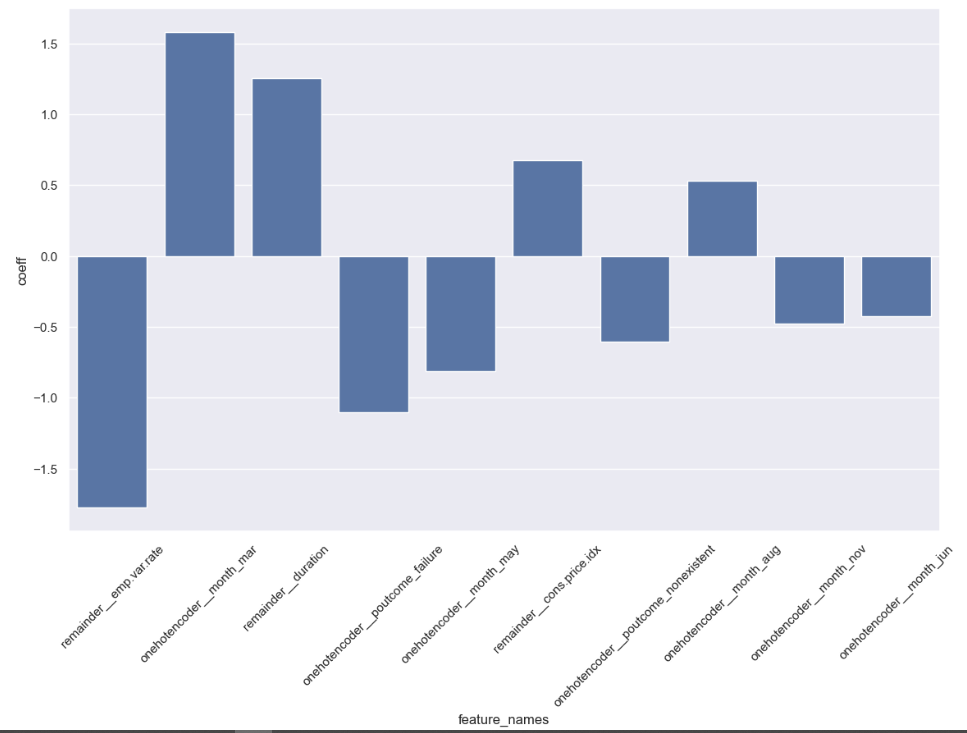 1.5
1.0
0.5
0.0
−0.5
−1.0
−1.5
coeff
remainder__emp.var.rate
onehotencoder__month_mar
remainder__duration
onehotencoder__poutcome_failure
onehotencoder__month_may
remainder__cons.price.idx
onehotencoder__poutcome_nonexistent
onehotencoder__month_aug
onehotencoder__month_nov
onehotencoder__month_jun
feature_names